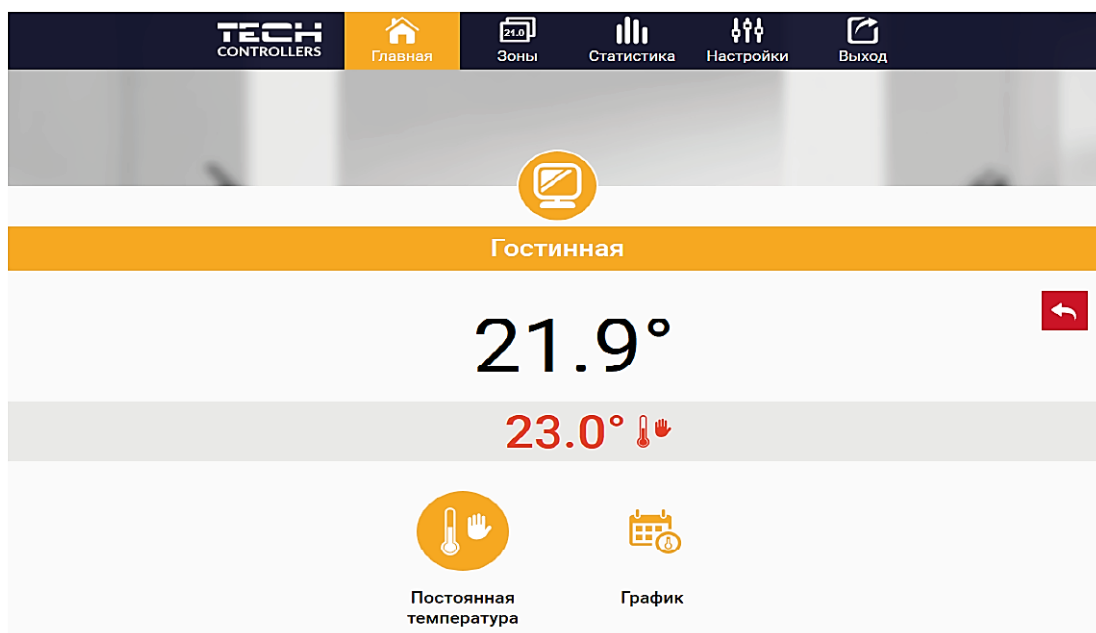 TECH
CONTROLLERS
Главная
21.0
Зоны
Статистика
Настройки
Выход
Гостинная
21.9°
23.0°
Постоянная
температура
График